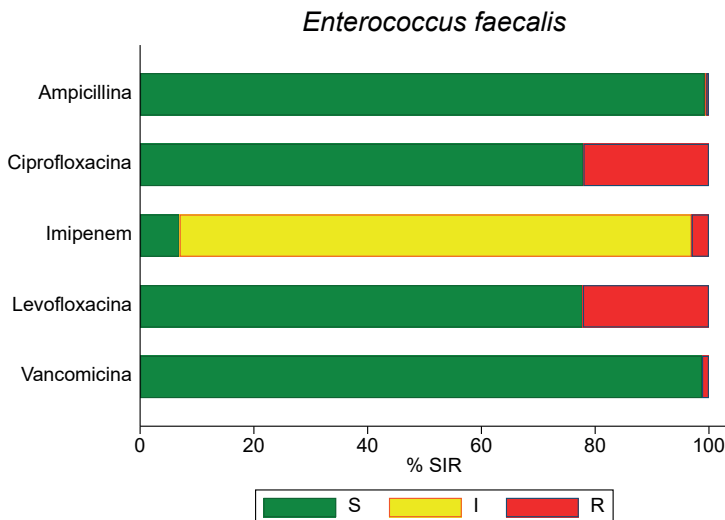 Enterococcus faecalis
Ampicillina
Ciprofloxacina
Imipenem
Levofloxacina
Vancomicina
0 20 40 60 80 100
% SIR
S I R